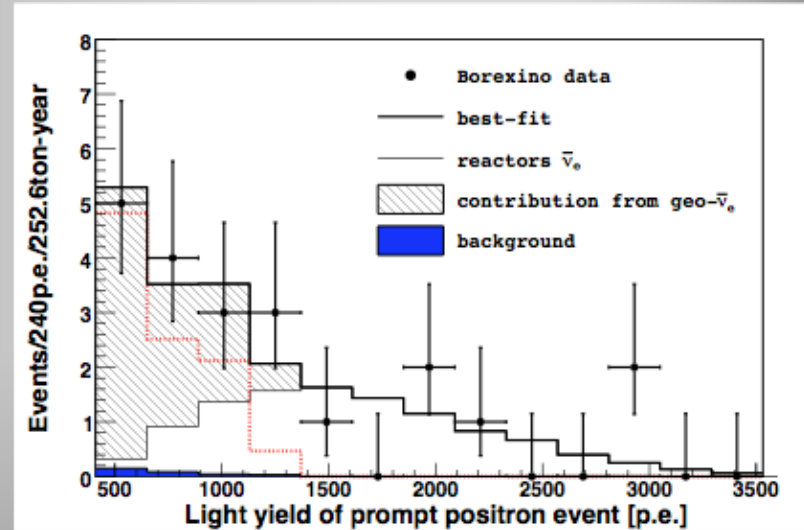 8
7
6
5
4
3
2
1
0
Events/240p.e./252.6ton-year
Borexino data
best-fit
reactors ν̄e
contribution from geo-ν̄e
background
500 1000 1500 2000 2500 3000 3500
Light yield of prompt positron event [p.e.]